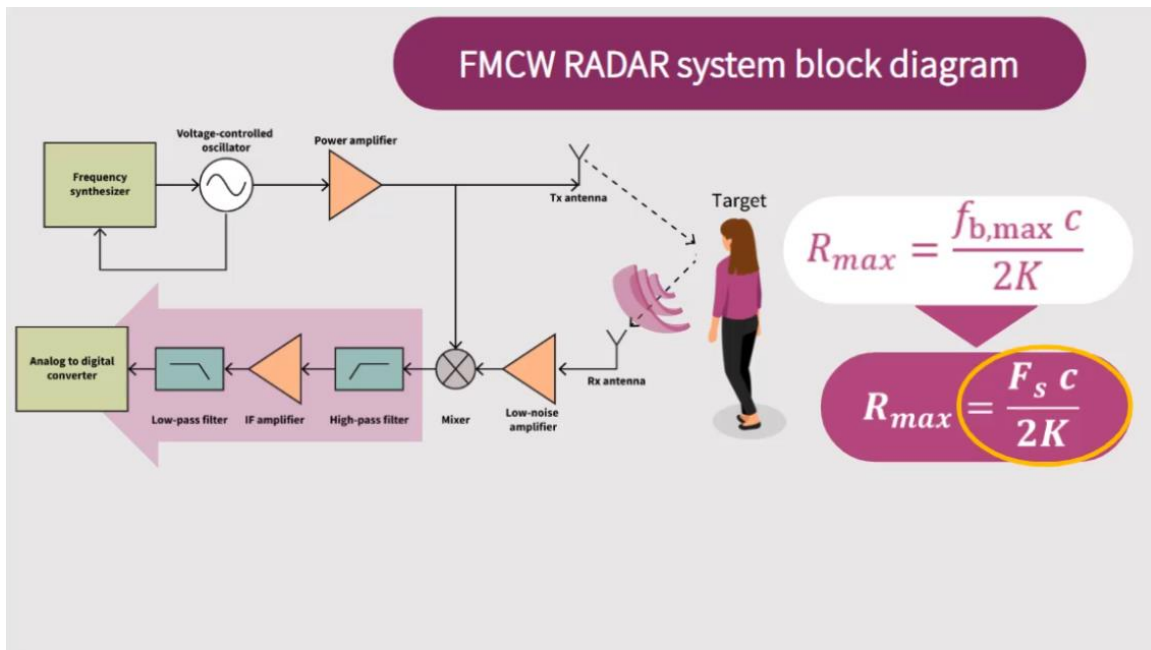 FMCW RADAR system block diagram
Voltage-controlled
oscillator
Power amplifier
Frequency
synthesizer
Tx antenna
Target
R_max = f_b,max c / 2K
Analog to digital
converter
Low-pass filter
IF amplifier
High-pass filter
Mixer
Low-noise
amplifier
Rx antenna
R_max = F_s c / 2K